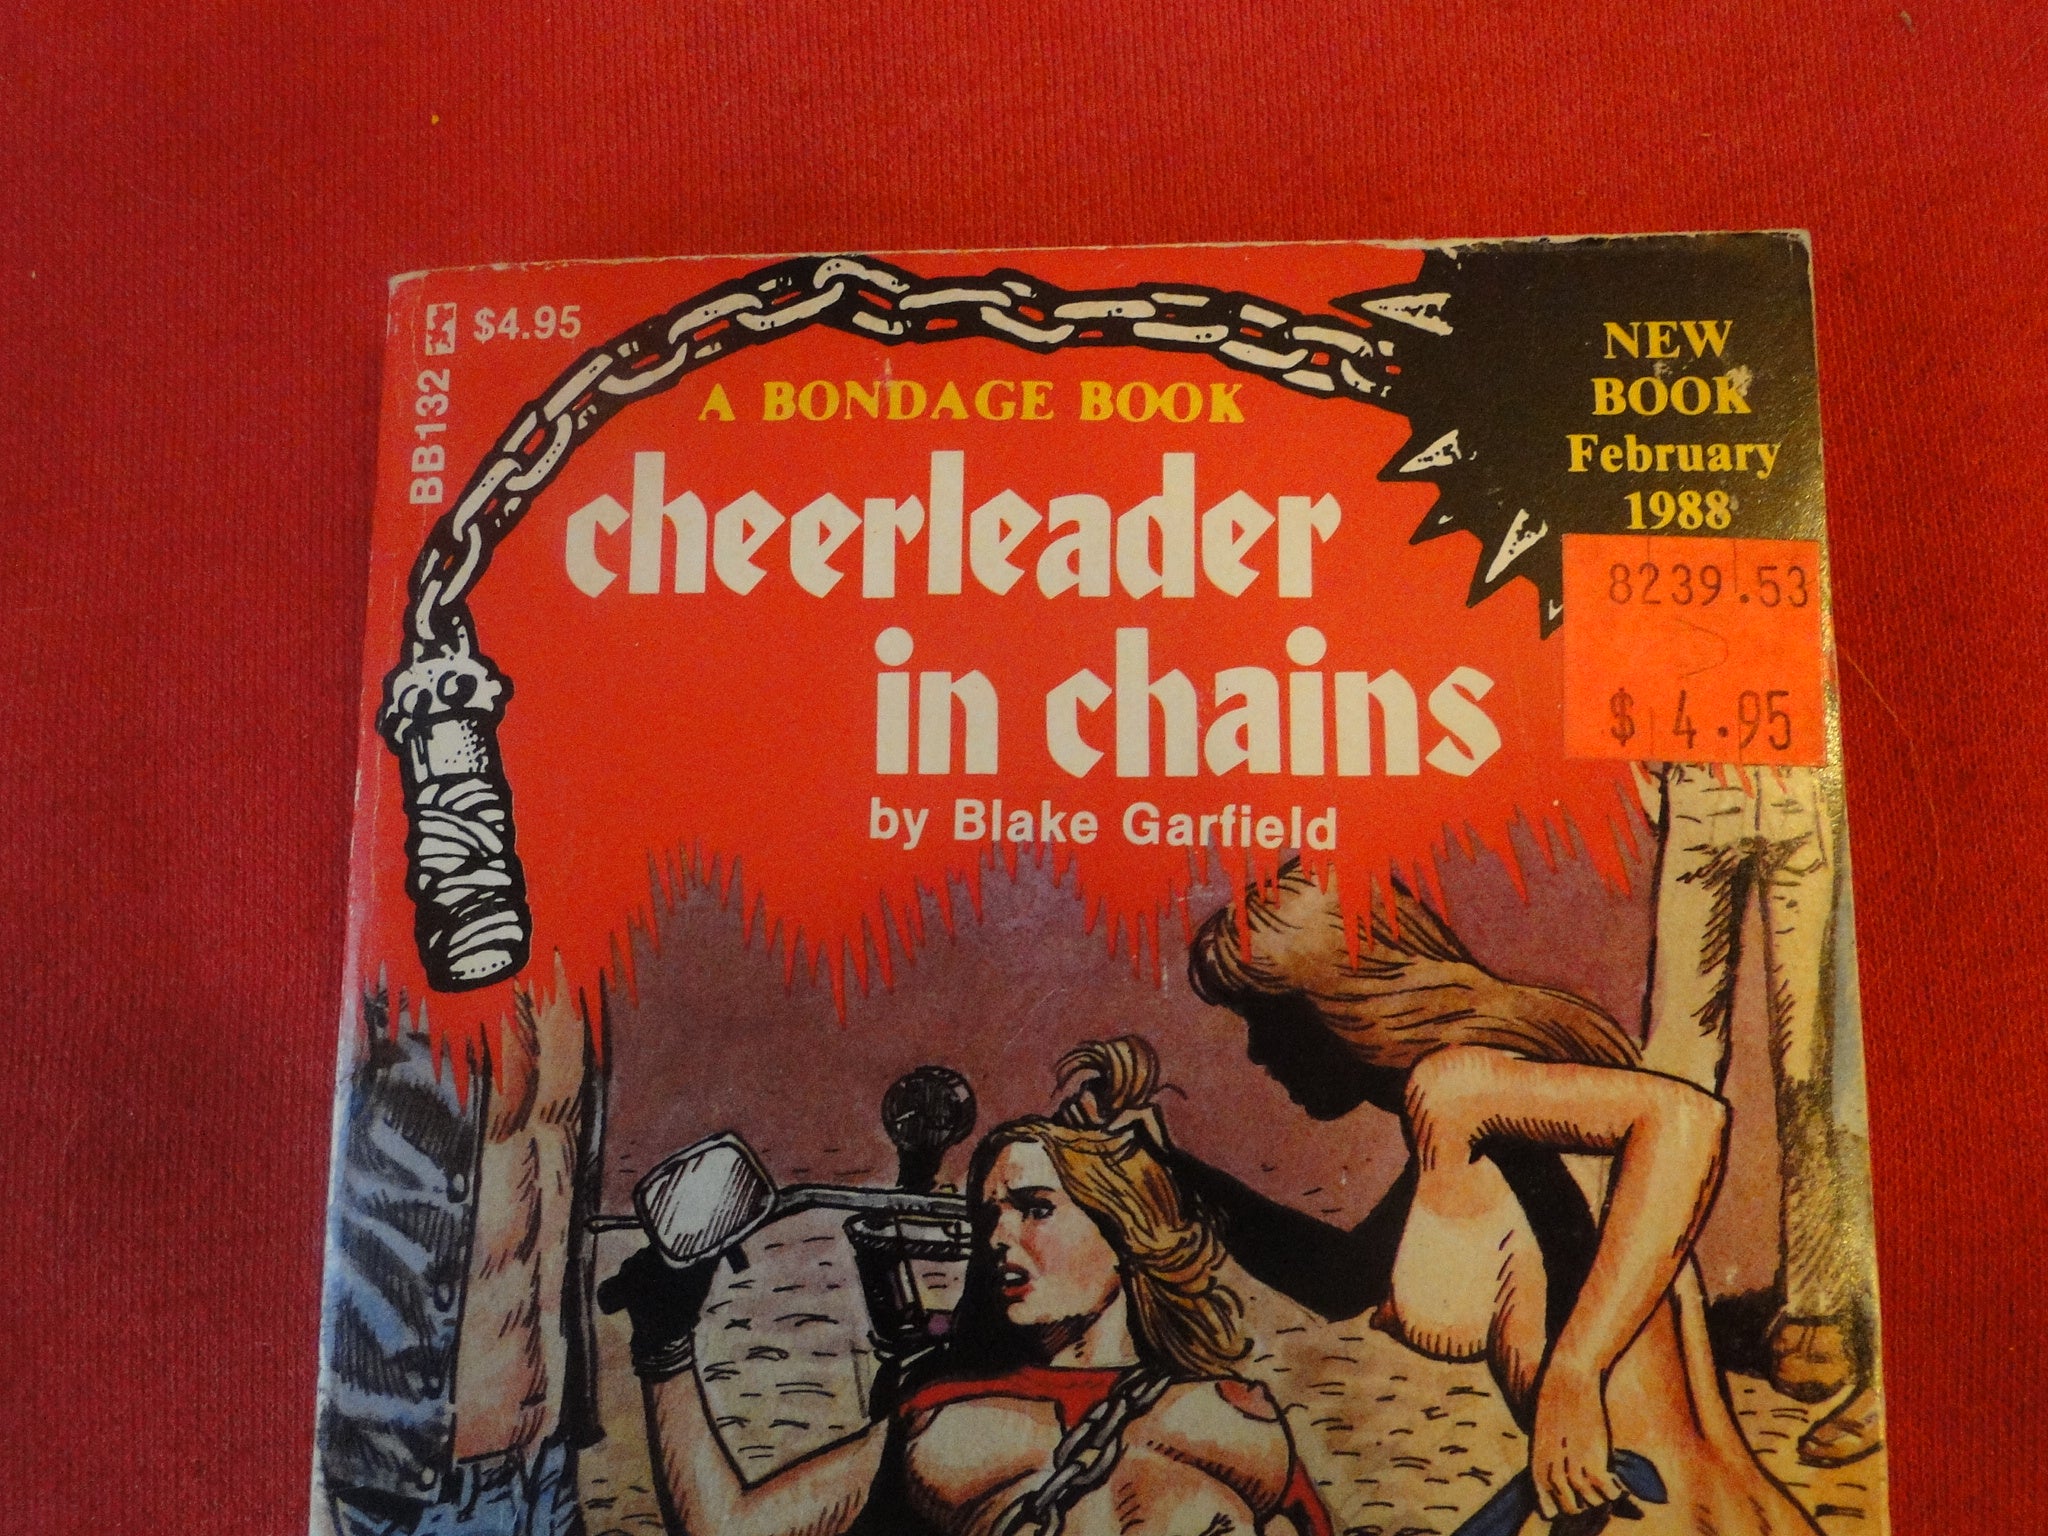 $4.95
BB132
A BONDAGE BOOK
cheerleader
in chains
by Blake Garfield
NEW
BOOK
February
1988
8239.53
$ 4.95